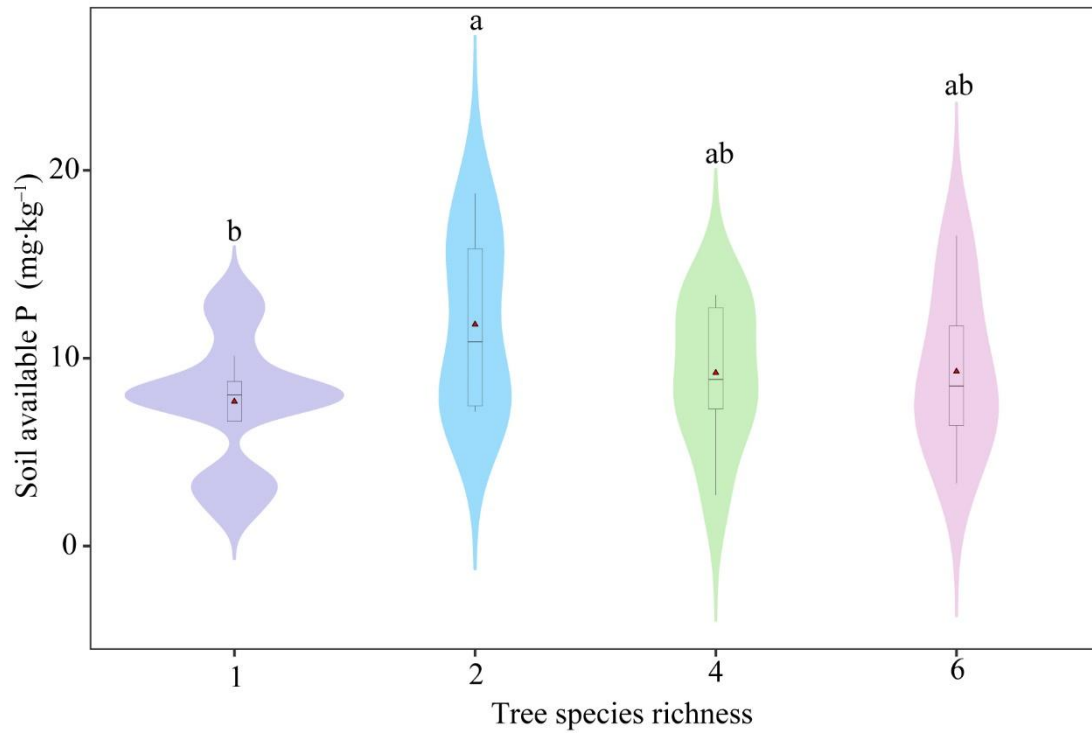 a
ab
ab
b
20
10
0
Soil available P (mg·kg⁻¹)
1
2
4
6
Tree species richness